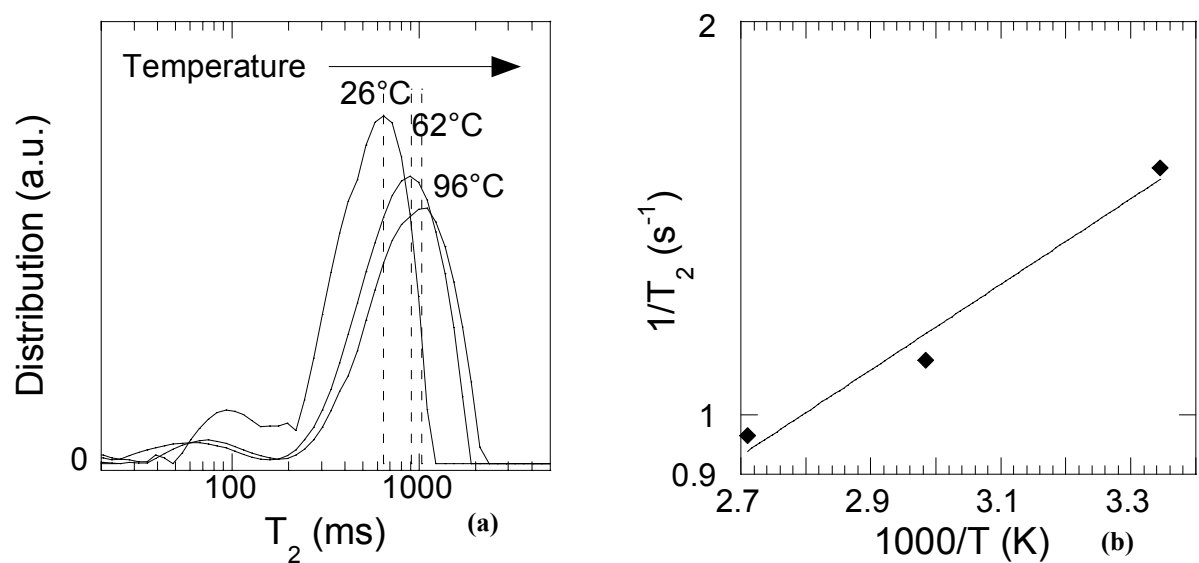 Temperature
26°C
62°C
96°C
Distribution (a.u.)
0
100
1000
T2 (ms)
(a)
2
1
0.9
1/T2 (s-1)
2.7
2.9
3.1
3.3
1000/T (K)
(b)